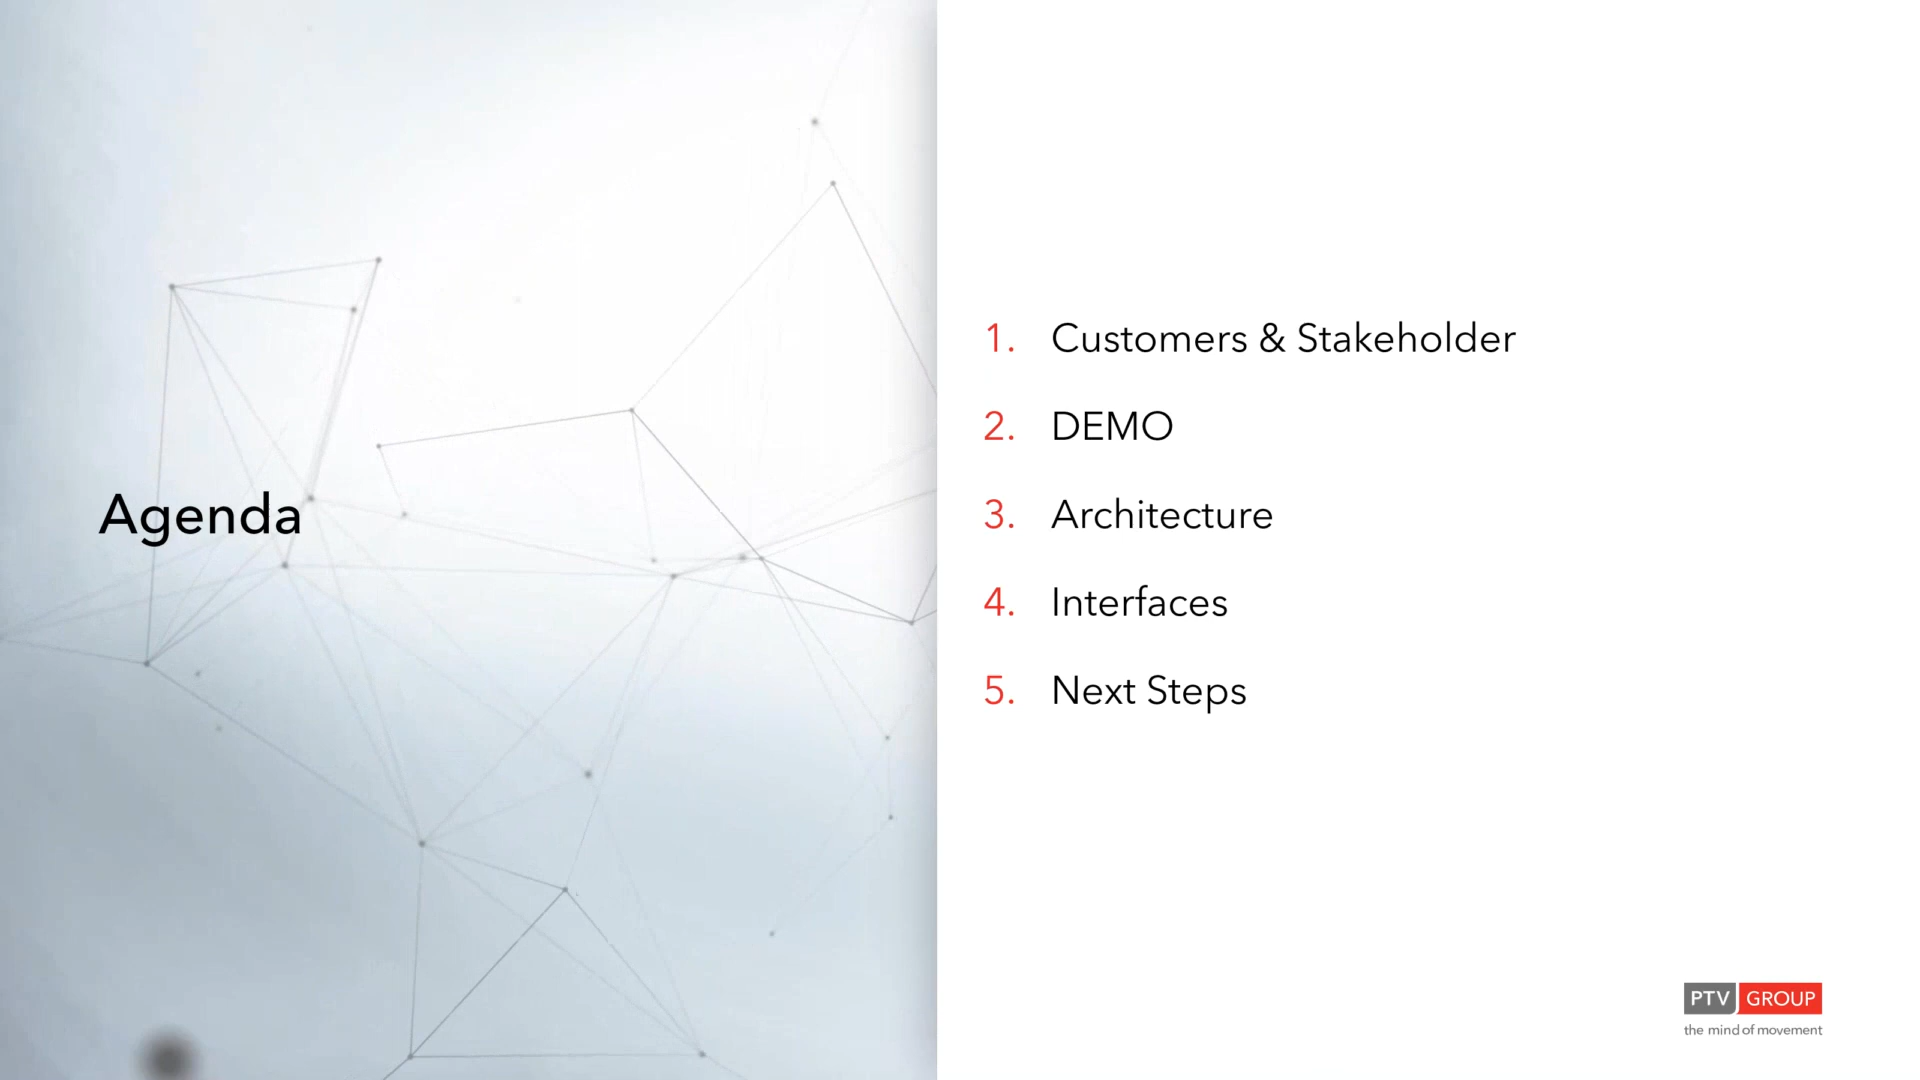 Agenda
1. Customers & Stakeholder
2. DEMO
3. Architecture
4. Interfaces
5. Next Steps
PTV GROUP
the mind of movement